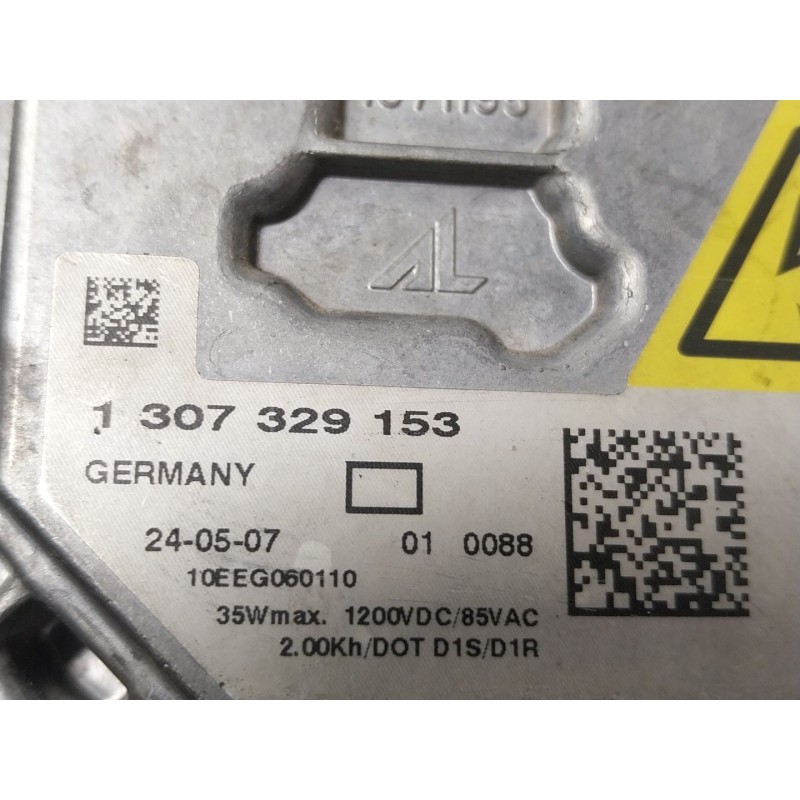 AL
1 307 329 153
GERMANY
24-05-07 01 0088
10EEG060110
35Wmax. 1200VDC/85VAC
2.00Kh/DOT D1S/D1R